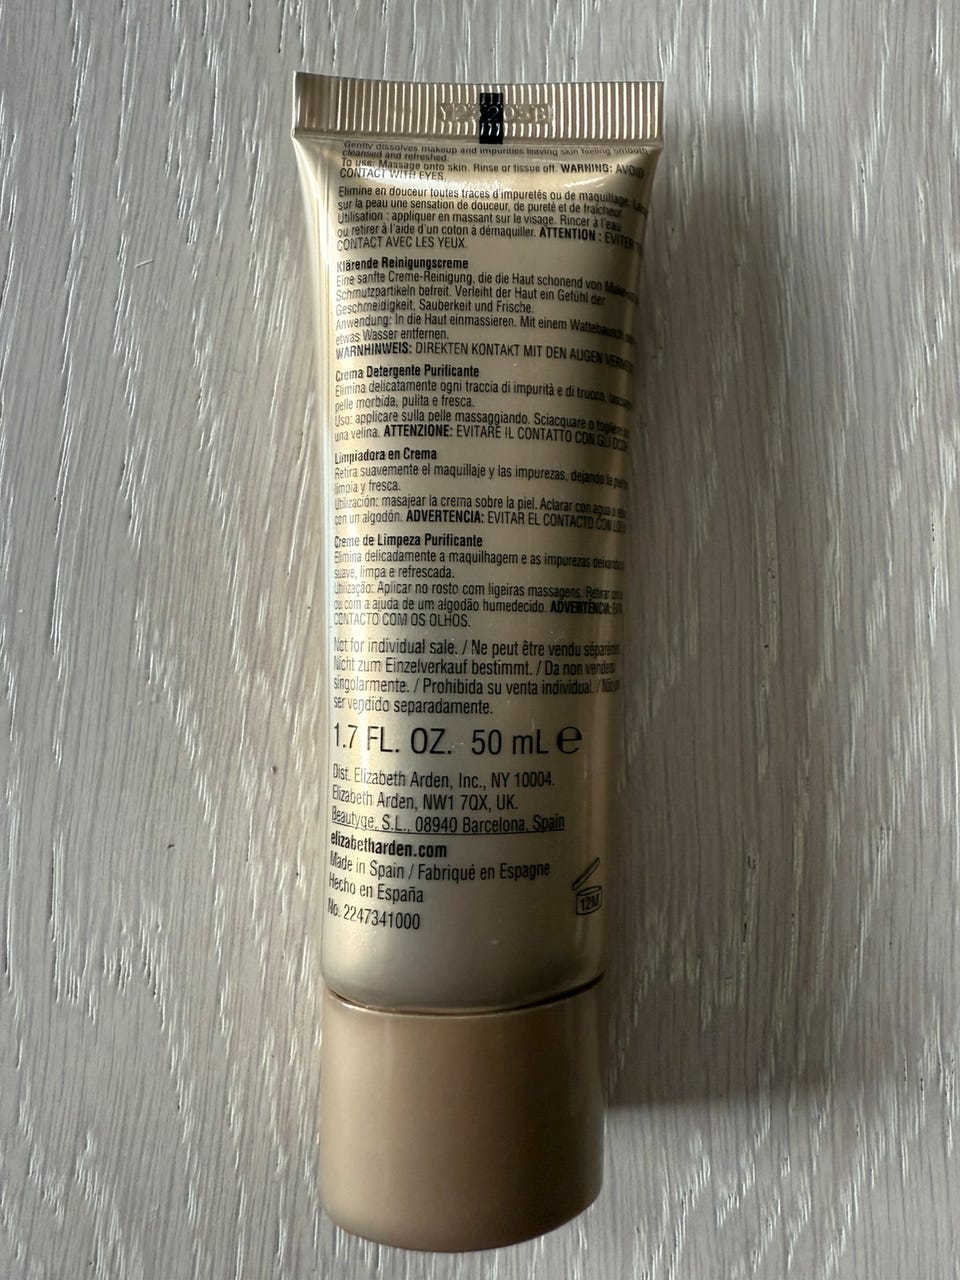 Gently dissolves makeup and impurities leaving skin feeling smooth,
cleansed and refreshed.
To use: Massage onto skin. Rinse or tissue off. WARNING: AVOID
CONTACT WITH EYES.
Elimine en douceur toutes traces d'impuretés ou de maquillage.
sur la peau une sensation de douceur, de pureté et de fraîcheur
Utilisation : appliquer en massant sur le visage. Rincer à l'eau
ou retirer à l'aide d'un coton à démaquiller. ATTENTION : EVITER
CONTACT AVEC LES YEUX.
Klärende Reinigungscreme
Eine sanfte Creme-Reinigung, die die Haut schonend von
Schmutzpartikeln befreit. Verleiht der Haut ein Gefühl der
Geschmeidigkeit, Sauberkeit und Frische.
Anwendung: In die Haut einmassieren. Mit einem Wattebausch
etwas Wasser entfernen.
WARNHINWEIS: DIREKTEN KONTAKT MIT DEN AUGEN
Crema Detergente Purificante
Elimina delicatamente ogni traccia di impurità e di trucco,
pelle morbida, pulita e fresca.
Uso: applicare sulla pelle massaggiando. Sciacquare o togliere
una velina. ATTENZIONE: EVITARE IL CONTATTO CON GLI
Limpiadora en Crema
Retira suavemente el maquillaje y las impurezas, dejando la
limpia y fresca.
Utilización: masajear la crema sobre la piel. Aclarar con agua o
con un algodón. ADVERTENCIA: EVITAR EL CONTACTO CON
Creme de Limpeza Purificante
Elimina delicadamente a maquilhagem e as impurezas deixando
suave, limpa e refrescada.
Utilização: Aplicar no rosto com ligeiras massagens. Retirar
ou com a ajuda de um algodão humedecido. ADVERTÊNCIA:
CONTACTO COM OS OLHOS.
Not for individual sale. / Ne peut être vendu séparément
Nicht zum Einzelverkauf bestimmt. / Da non vendersi
singolarmente. / Prohibida su venta individual. / Não
ser vendido separadamente.
1.7 FL. OZ. 50 mL e
Dist. Elizabeth Arden, Inc., NY 10004.
Elizabeth Arden, NW1 7QX, UK.
Beautyge, S.L., 08940 Barcelona, Spain
elizabetharden.com
Made in Spain / Fabriqué en Espagne
Hecho en España
No. 2247341000
12M